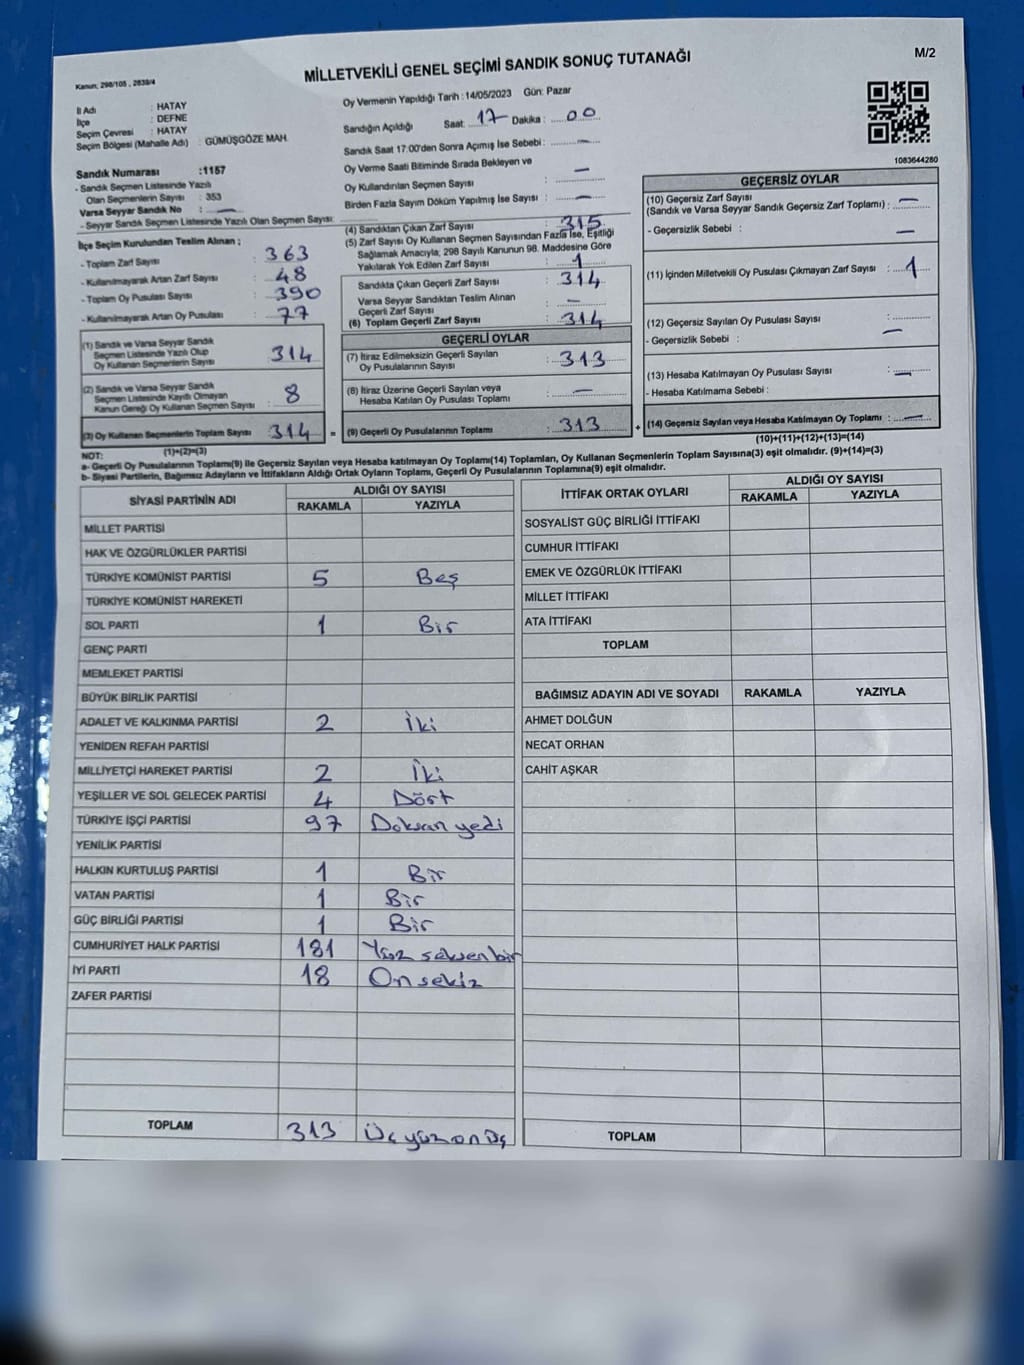 M/2
Kanun; 298/105 , 2839/4
MİLLETVEKİLİ GENEL SEÇİMİ SANDIK SONUÇ TUTANAĞI
İl Adı : HATAY
İlçe : DEFNE
Seçim Çevresi : HATAY
Seçim Bölgesi (Mahalle Adı) : GÜMÜŞGÖZE MAH.
Oy Vermenin Yapıldığı Tarih : 14/05/2023 Gün: Pazar
Sandığın Açıldığı Saat: 17 Dakika : 00
Sandık Saat 17:00'den Sonra Açılmış İse Sebebi : —
Oy Verme Saati Bitiminde Sırada Bekleyen ve
Oy Kullandırılan Seçmen Sayısı : —
Birden Fazla Sayım Döküm Yapılmış İse Sayısı : —
1083644280
Sandık Numarası :1157
- Sandık Seçmen Listesinde Yazılı
Olan Seçmenlerin Sayısı : 353
Varsa Seyyar Sandık No : —
- Seyyar Sandık Seçmen Listesinde Yazılı Olan Seçmen Sayısı:
İlçe Seçim Kurulundan Teslim Alınan ;
- Toplam Zarf Sayısı : 363
- Kullanılmayarak Artan Zarf Sayısı : 48
- Toplam Oy Pusulası Sayısı : 390
- Kullanılmayarak Artan Oy Pusulası : 77
(1) Sandık ve Varsa Seyyar Sandık
Seçmen Listesinde Yazılı Olup
Oy Kullanan Seçmenlerin Sayısı : 314
(2) Sandık ve Varsa Seyyar Sandık
Seçmen Listesinde Kayıtlı Olmayan
Kanun Gereği Oy Kullanan Seçmen Sayısı : 8
(3) Oy Kullanan Seçmenlerin Toplam Sayısı : 314
(1)+(2)=(3)
(4) Sandıktan Çıkan Zarf Sayısı : 315
(5) Zarf Sayısı Oy Kullanan Seçmen Sayısından Fazla İse, Eşitliği
Sağlamak Amacıyla, 298 Sayılı Kanunun 98. Maddesine Göre
Yakılarak Yok Edilen Zarf Sayısı : 1
Sandıkta Çıkan Geçerli Zarf Sayısı : 314
Varsa Seyyar Sandıktan Teslim Alınan
Geçerli Zarf Sayısı : —
(6) Toplam Geçerli Zarf Sayısı : 314
GEÇERLİ OYLAR
(7) İtiraz Edilmeksizin Geçerli Sayılan
Oy Pusulalarının Sayısı : 313
(8) İtiraz Üzerine Geçerli Sayılan veya
Hesaba Katılan Oy Pusulası Toplamı : —
= (9) Geçerli Oy Pusulalarının Toplamı : 313 +
GEÇERSİZ OYLAR
(10) Geçersiz Zarf Sayısı
(Sandık ve Varsa Seyyar Sandık Geçersiz Zarf Toplamı) : —
- Geçersizlik Sebebi : —
(11) İçinden Milletvekili Oy Pusulası Çıkmayan Zarf Sayısı : 1
(12) Geçersiz Sayılan Oy Pusulası Sayısı :
- Geçersizlik Sebebi : —
(13) Hesaba Katılmayan Oy Pusulası Sayısı : —
- Hesaba Katılmama Sebebi :
(14) Geçersiz Sayılan veya Hesaba Katılmayan Oy Toplamı : —
(10)+(11)+(12)+(13)=(14)
NOT:
a- Geçerli Oy Pusulalarının Toplamı(9) ile Geçersiz Sayılan veya Hesaba katılmayan Oy Toplamı(14) Toplamları, Oy Kullanan Seçmenlerin Toplam Sayısına(3) eşit olmalıdır. (9)+(14)=(3)
b- Siyasi Partilerin, Bağımsız Adayların ve İttifakların Aldığı Ortak Oyların Toplamı, Geçerli Oy Pusulalarının Toplamına(9) eşit olmalıdır.
SİYASİ PARTİNİN ADI ALDIĞI OY SAYISI
RAKAMLA YAZIYLA
MİLLET PARTİSİ
HAK VE ÖZGÜRLÜKLER PARTİSİ
TÜRKİYE KOMÜNİST PARTİSİ 5 Beş
TÜRKİYE KOMÜNİST HAREKETİ
SOL PARTİ 1 Bir
GENÇ PARTİ
MEMLEKET PARTİSİ
BÜYÜK BİRLİK PARTİSİ
ADALET VE KALKINMA PARTİSİ 2 İki
YENİDEN REFAH PARTİSİ
MİLLİYETÇİ HAREKET PARTİSİ 2 İki
YEŞİLLER VE SOL GELECEK PARTİSİ 4 Dört
TÜRKİYE İŞÇİ PARTİSİ 97 Doksan yedi
YENİLİK PARTİSİ
HALKIN KURTULUŞ PARTİSİ 1 Bir
VATAN PARTİSİ 1 Bir
GÜÇ BİRLİĞİ PARTİSİ 1 Bir
CUMHURİYET HALK PARTİSİ 181 Yüz seksen bir
İYİ PARTİ 18 On sekiz
ZAFER PARTİSİ
TOPLAM 313 Üç yüz on üç
İTTİFAK ORTAK OYLARI ALDIĞI OY SAYISI
RAKAMLA YAZIYLA
SOSYALİST GÜÇ BİRLİĞİ İTTİFAKI
CUMHUR İTTİFAKI
EMEK VE ÖZGÜRLÜK İTTİFAKI
MİLLET İTTİFAKI
ATA İTTİFAKI
TOPLAM
BAĞIMSIZ ADAYIN ADI VE SOYADI RAKAMLA YAZIYLA
AHMET DOLĞUN
NECAT ORHAN
CAHİT AŞKAR
TOPLAM